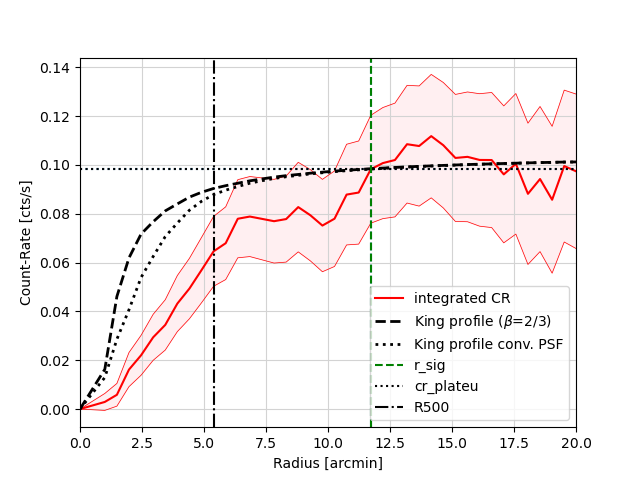 0.14
0.12
0.10
0.08
0.06
0.04
0.02
0.00
Count-Rate [cts/s]
integrated CR
King profile (β=2/3)
King profile conv. PSF
r_sig
cr_plateu
R500
0.0 2.5 5.0 7.5 10.0 12.5 15.0 17.5 20.0
Radius [arcmin]